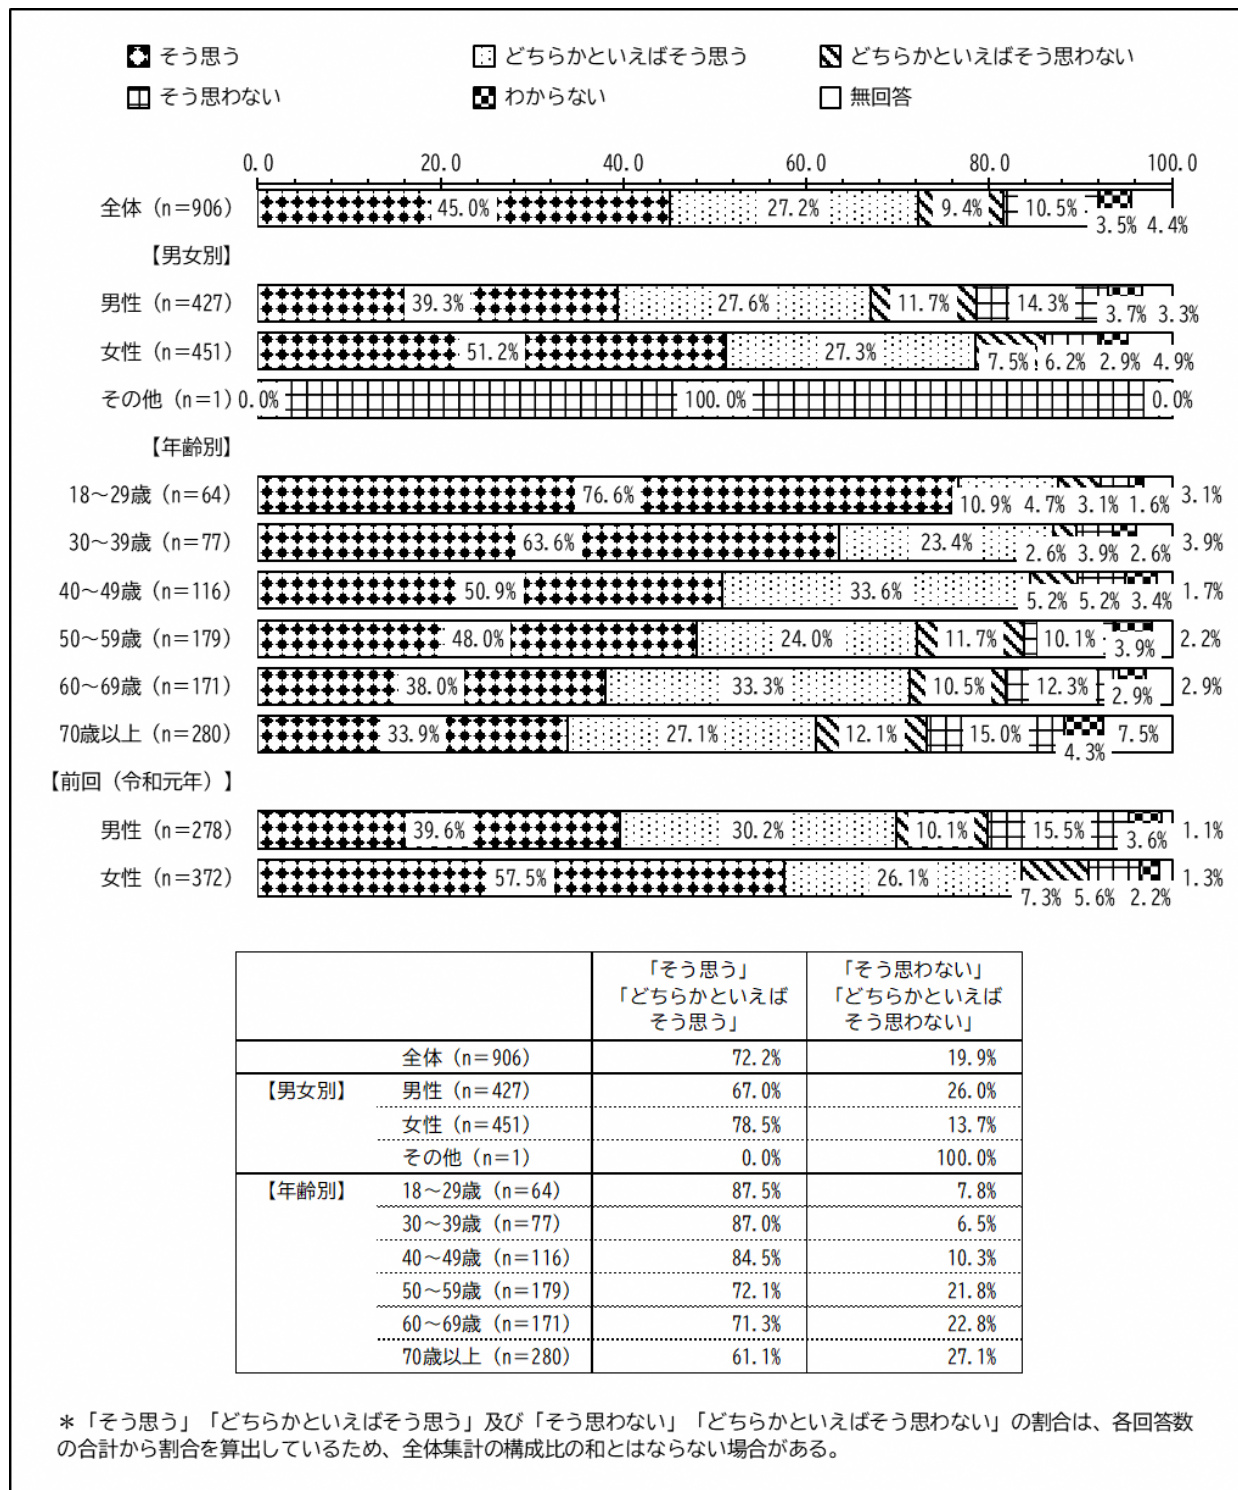 そう思う どちらかといえばそう思う どちらかといえばそう思わない
そう思わない わからない 無回答
0.0 20.0 40.0 60.0 80.0 100.0
全体（n＝906） 45.0% 27.2% 9.4% 10.5% 3.5% 4.4%
【男女別】
男性（n＝427） 39.3% 27.6% 11.7% 14.3% 3.7% 3.3%
女性（n＝451） 51.2% 27.3% 7.5% 6.2% 2.9% 4.9%
その他（n＝1） 0.0% 100.0% 0.0%
【年齢別】
18～29歳（n＝64） 76.6% 10.9% 4.7% 3.1% 1.6% 3.1%
30～39歳（n＝77） 63.6% 23.4% 2.6% 3.9% 2.6% 3.9%
40～49歳（n＝116） 50.9% 33.6% 5.2% 5.2% 3.4% 1.7%
50～59歳（n＝179） 48.0% 24.0% 11.7% 10.1% 3.9% 2.2%
60～69歳（n＝171） 38.0% 33.3% 10.5% 12.3% 2.9% 2.9%
70歳以上（n＝280） 33.9% 27.1% 12.1% 15.0% 4.3% 7.5%
【前回（令和元年）】
男性（n＝278） 39.6% 30.2% 10.1% 15.5% 3.6% 1.1%
女性（n＝372） 57.5% 26.1% 7.3% 5.6% 2.2% 1.3%
「そう思う」 「そう思わない」
「どちらかといえば 「どちらかといえば
そう思う」 そう思わない」
全体（n＝906） 72.2% 19.9%
【男女別】 男性（n＝427） 67.0% 26.0%
女性（n＝451） 78.5% 13.7%
その他（n＝1） 0.0% 100.0%
【年齢別】 18～29歳（n＝64） 87.5% 7.8%
30～39歳（n＝77） 87.0% 6.5%
40～49歳（n＝116） 84.5% 10.3%
50～59歳（n＝179） 72.1% 21.8%
60～69歳（n＝171） 71.3% 22.8%
70歳以上（n＝280） 61.1% 27.1%
＊「そう思う」「どちらかといえばそう思う」及び「そう思わない」「どちらかといえばそう思わない」の割合は、各回答数
の合計から割合を算出しているため、全体集計の構成比の和とはならない場合がある。